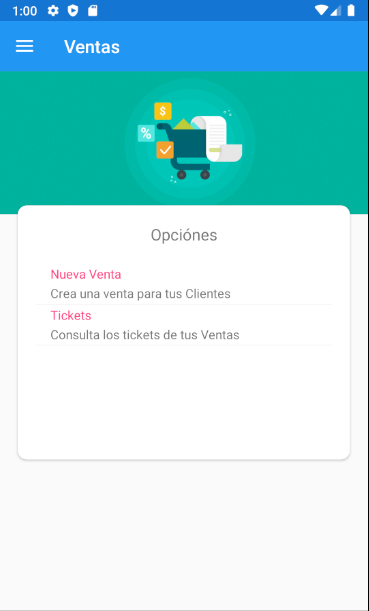 1:00
Ventas
$
%
Opciónes
Nueva Venta
Crea una venta para tus Clientes
Tickets
Consulta los tickets de tus Ventas